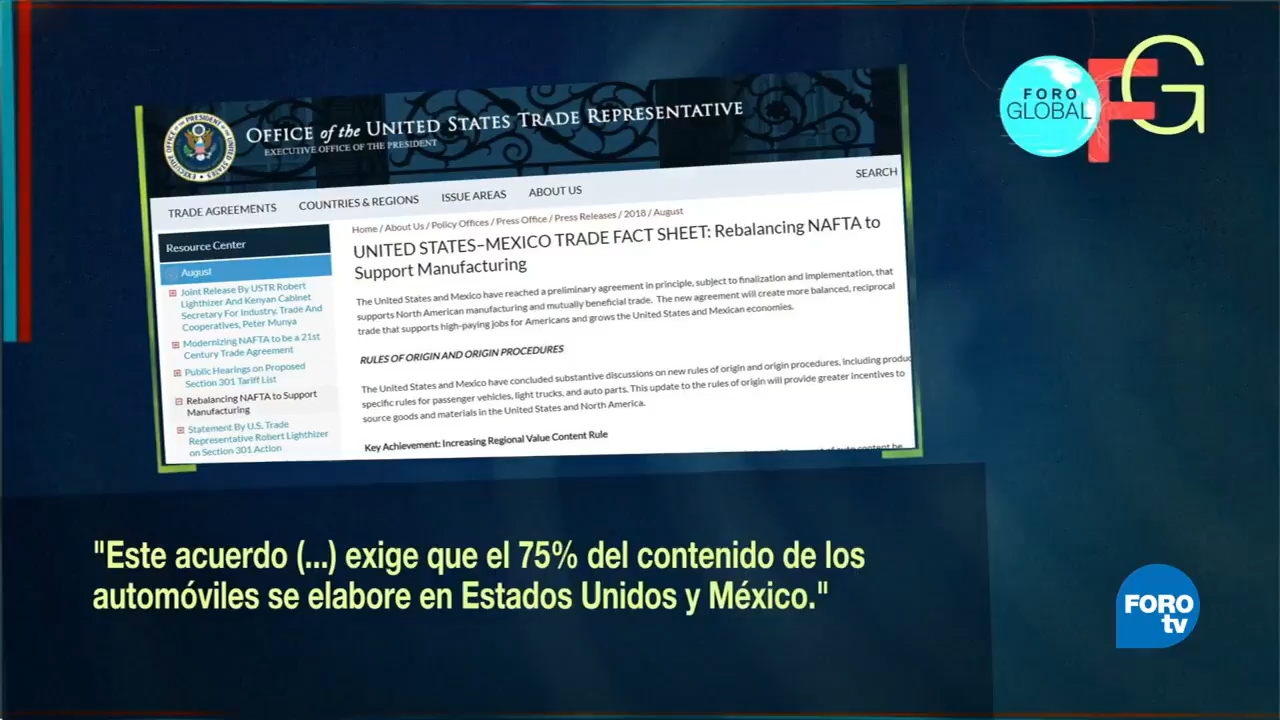 FORO
GLOBAL
FG
OFFICE of the UNITED STATES TRADE REPRESENTATIVE
EXECUTIVE OFFICE OF THE PRESIDENT
TRADE AGREEMENTS
COUNTRIES & REGIONS
ISSUE AREAS
ABOUT US
SEARCH
Resource Center
August
Joint Release By USTR Robert
Lighthizer And Kenyan Cabinet
Secretary For Industry, Trade And
Cooperatives, Peter Munya
Modernizing NAFTA to be a 21st
Century Trade Agreement
Public Hearings on Proposed
Section 301 Tariff List
Rebalancing NAFTA to Support
Manufacturing
Statement By U.S. Trade
Representative Robert Lighthizer
on Section 301 Action
Home / About Us / Policy Offices / Press Office / Press Releases / 2018 / August
UNITED STATES–MEXICO TRADE FACT SHEET: Rebalancing NAFTA to
Support Manufacturing
The United States and Mexico have reached a preliminary agreement in principle, subject to finalization and implementation, that
supports North American manufacturing and mutually beneficial trade. The new agreement will create more balanced, reciprocal
trade that supports high-paying jobs for Americans and grows the United States and Mexican economies.
RULES OF ORIGIN AND ORIGIN PROCEDURES
The United States and Mexico have concluded substantive discussions on new rules of origin and origin procedures, including produc
specific rules for passenger vehicles, light trucks, and auto parts. This update to the rules of origin will provide greater incentives to
source goods and materials in the United States and North America.
Key Achievement: Increasing Regional Value Content Rule
"Este acuerdo (...) exige que el 75% del contenido de los
automóviles se elabore en Estados Unidos y México."
FORO
tv